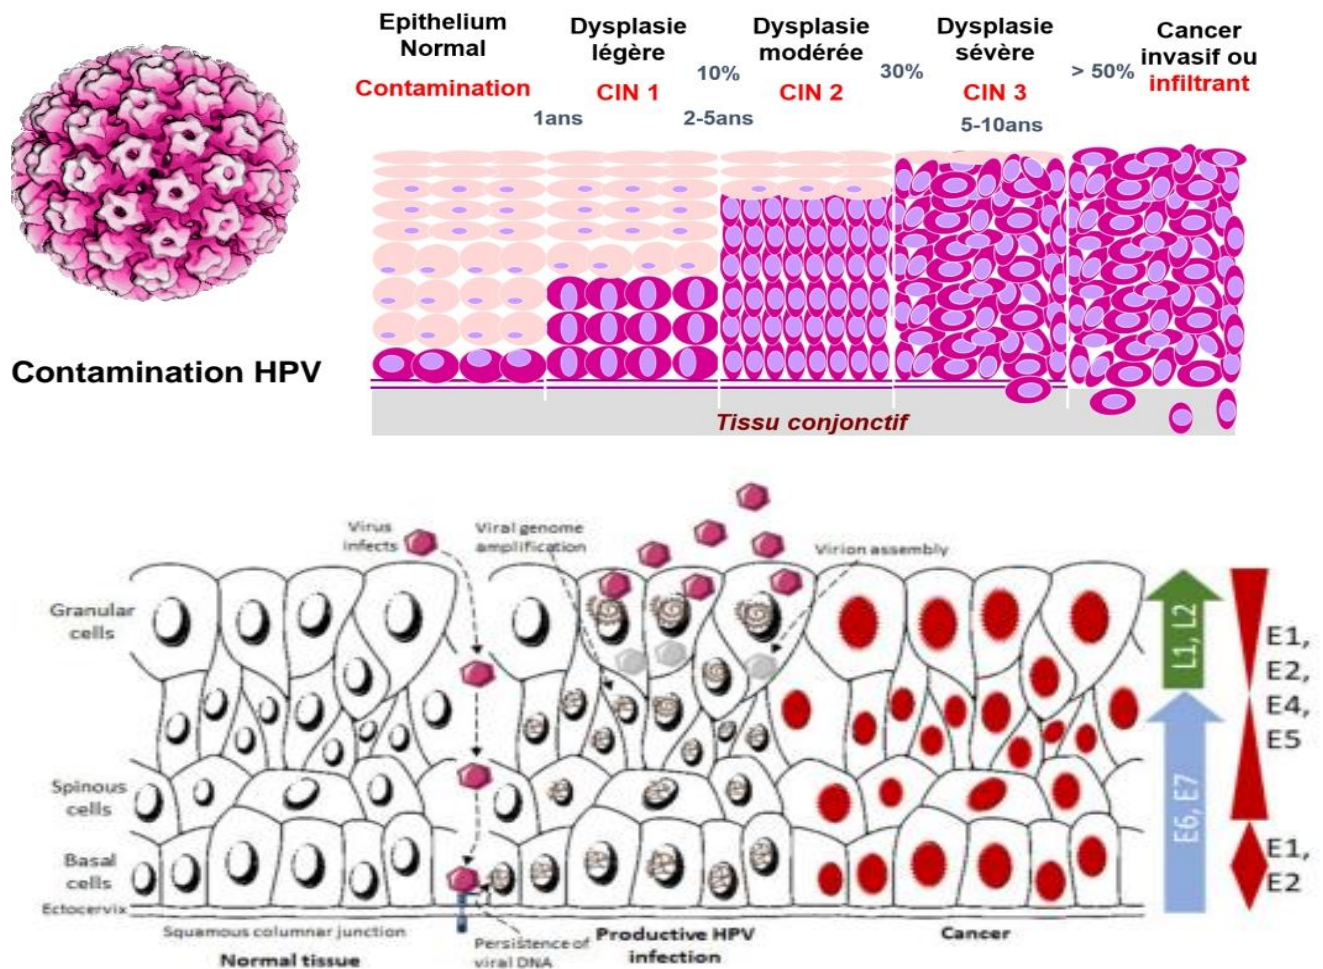 Epithelium
Normal
Contamination
1ans
Dysplasie
légère
CIN 1
10%
2-5ans
Dysplasie
modérée
CIN 2
30%
Dysplasie
sévère
CIN 3
5-10ans
> 50%
Cancer
invasif ou
infiltrant
Contamination HPV
Tissu conjonctif
Virus
infects
Viral genome
amplification
Virion assembly
Granular
cells
Spinous
cells
Basal
cells
Ectocervix
Squamous columnar junction
Normal tissue
Persistence of
viral DNA
Productive HPV
infection
Cancer
L1, L2
E6, E7
E1,
E2,
E4,
E5
E1,
E2